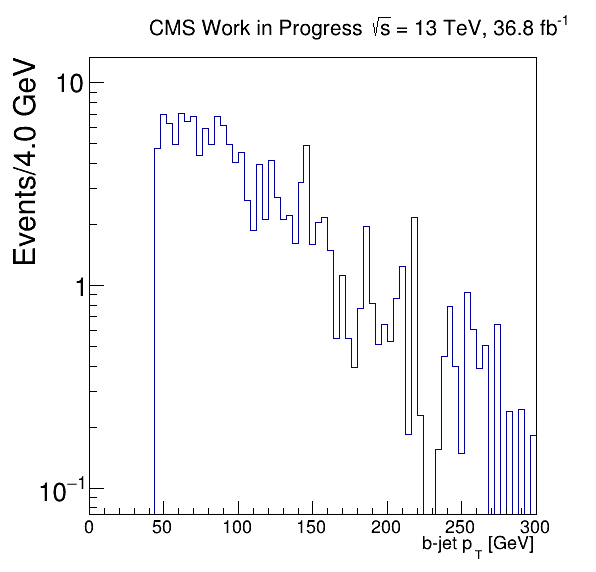 CMS Work in Progress √s = 13 TeV, 36.8 fb⁻¹
Events/4.0 GeV
10
1
10⁻¹
0 50 100 150 200 250 300
b-jet p_T [GeV]